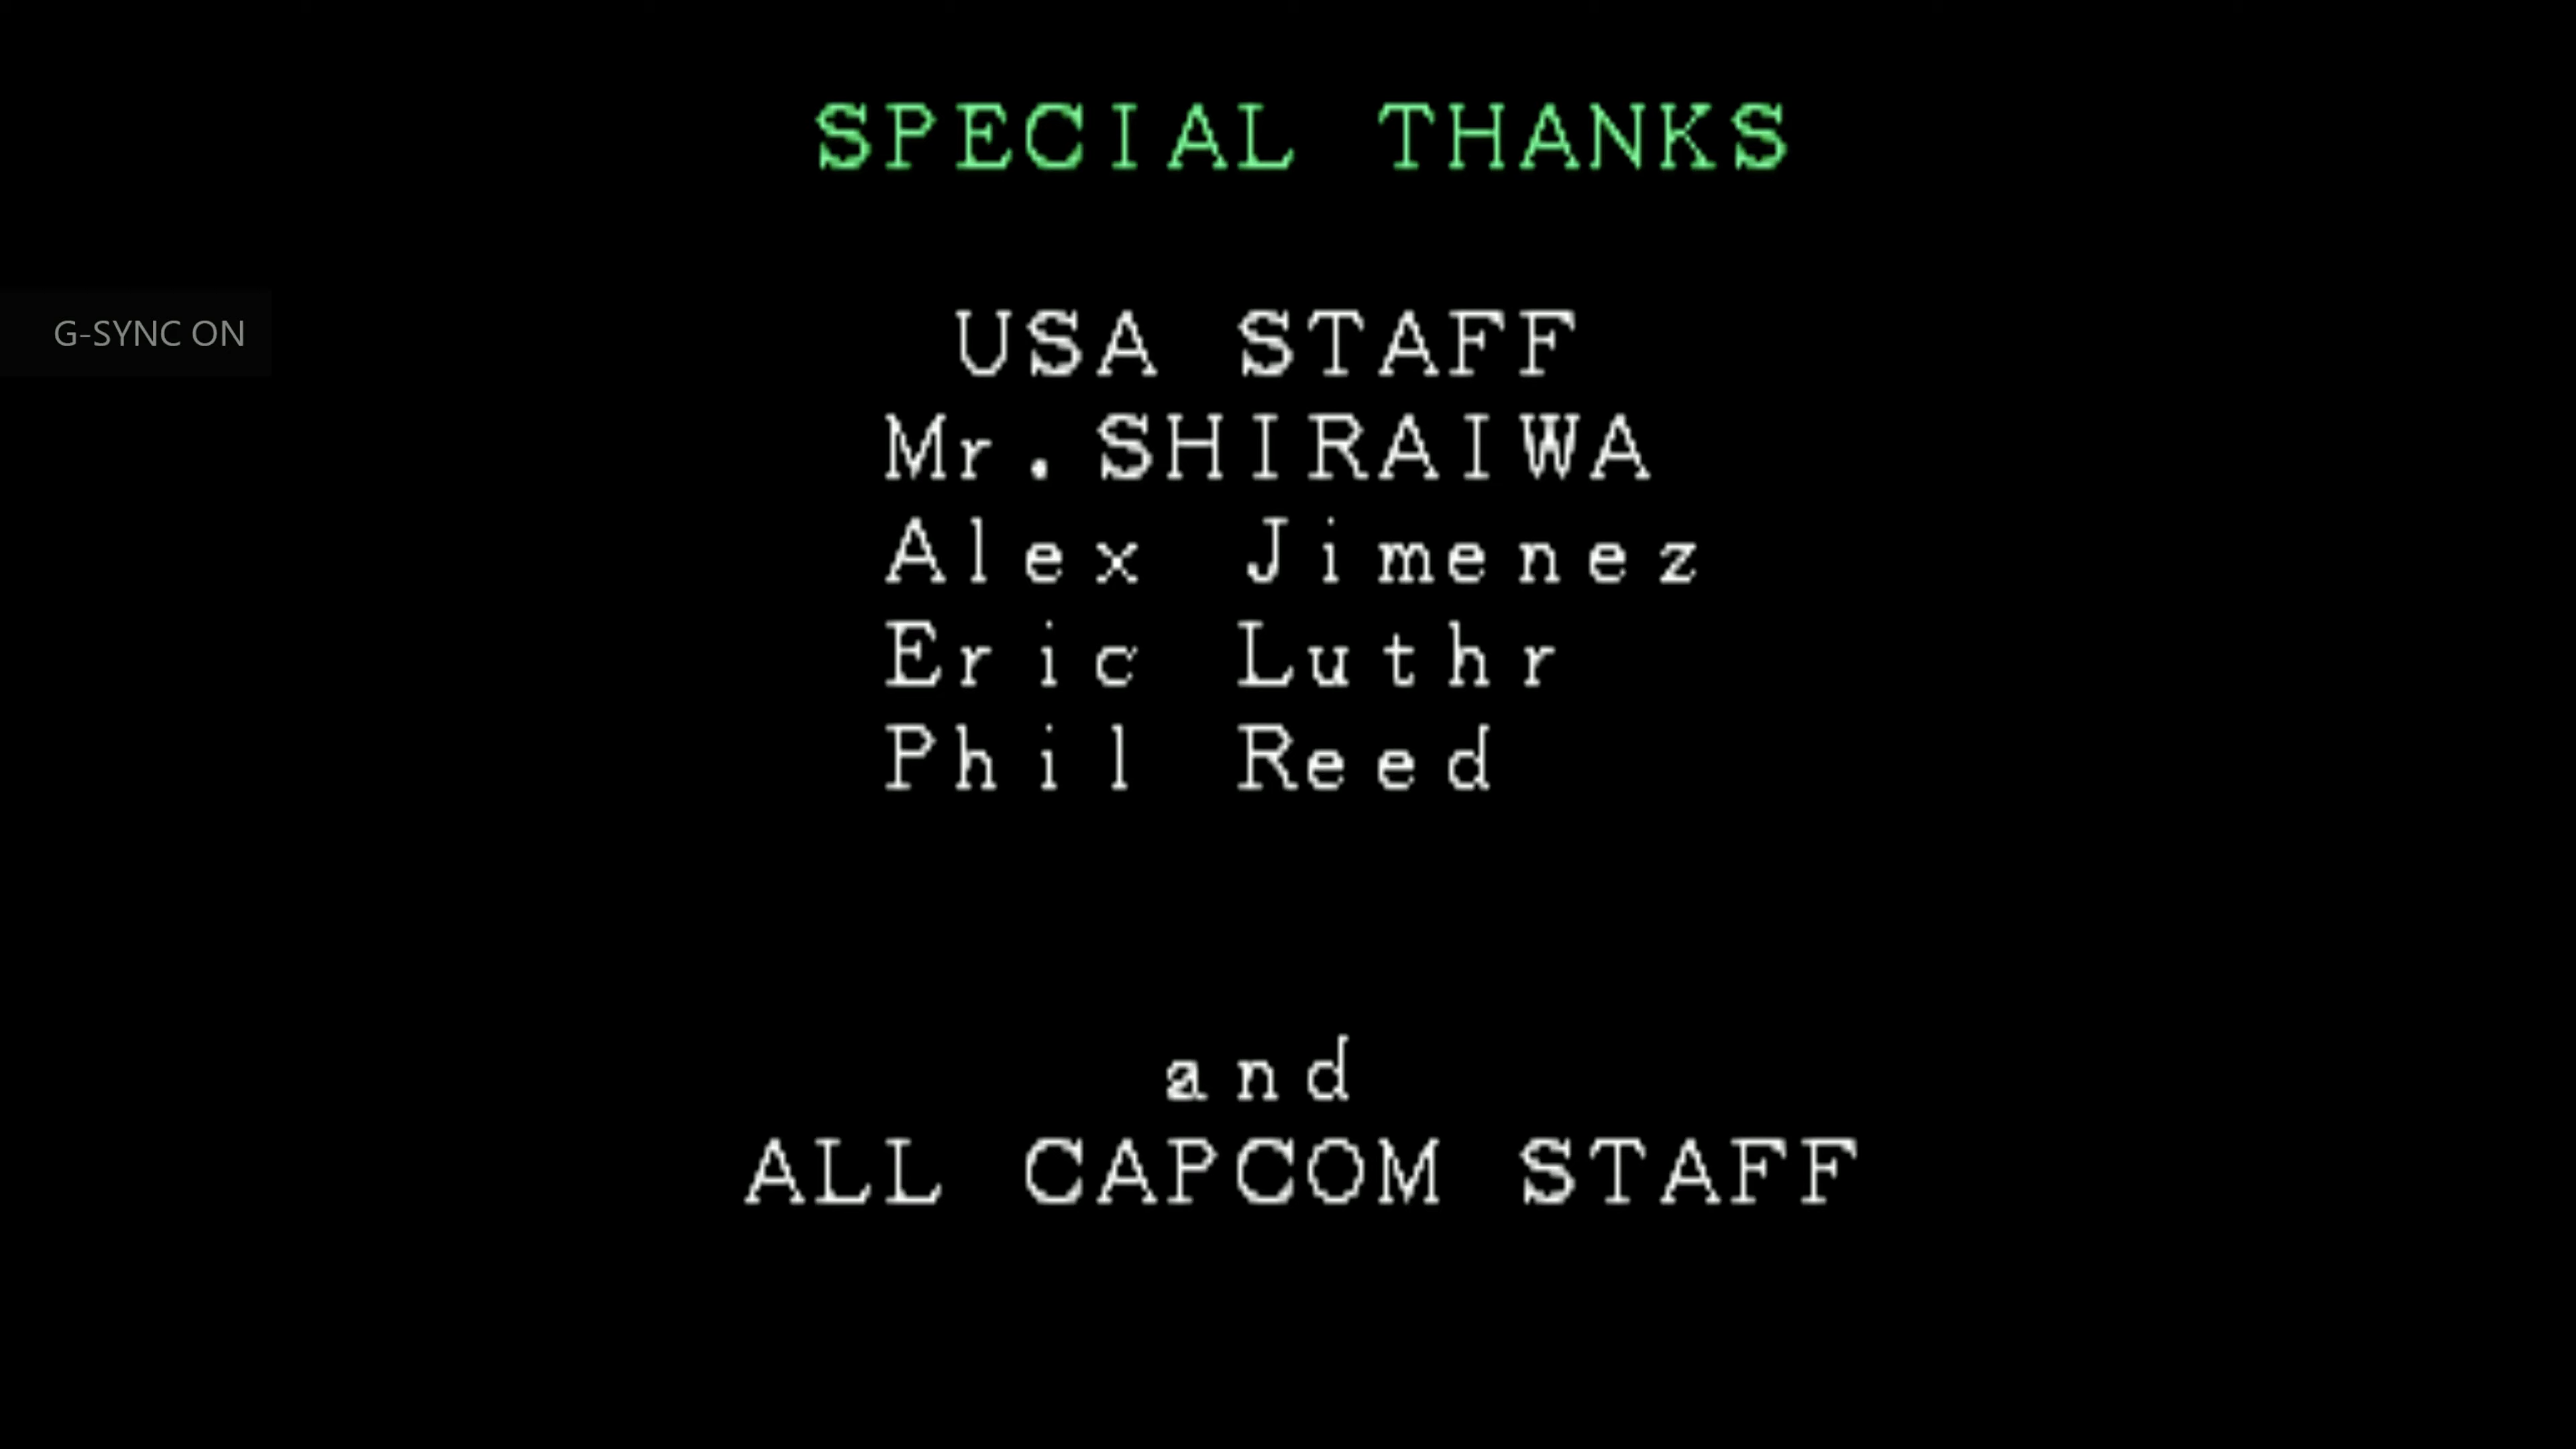 SPECIAL THANKS
G-SYNC ON
USA STAFF
Mr.SHIRAIWA
Alex Jimenez
Eric Luthr
Phil Reed
and
ALL CAPCOM STAFF